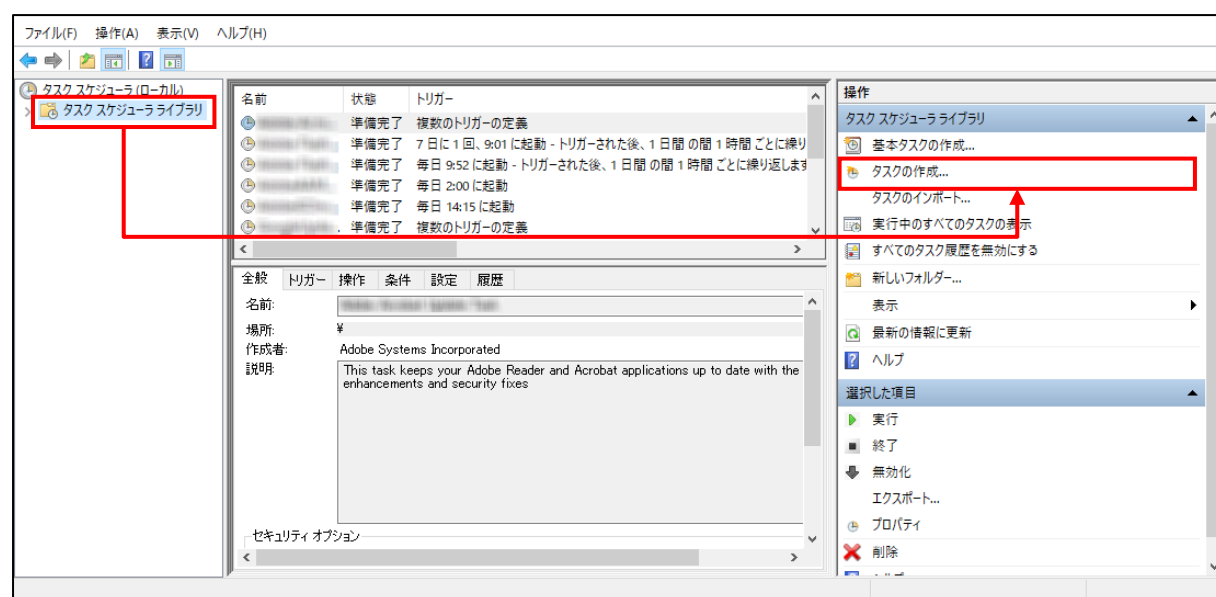 ファイル(F) 操作(A) 表示(V) ヘルプ(H)
タスク スケジューラ (ローカル)
タスク スケジューラ ライブラリ
名前 状態 トリガー
準備完了 複数のトリガーの定義
準備完了 7 日に 1 回、9:01 に起動 - トリガーされた後、1 日間 の間 1 時間 ごとに繰り
準備完了 毎日 9:52 に起動 - トリガーされた後、1 日間 の間 1 時間 ごとに繰り返します
準備完了 毎日 2:00 に起動
準備完了 毎日 14:15 に起動
準備完了 複数のトリガーの定義
全般 トリガー 操作 条件 設定 履歴
名前:
場所: ¥
作成者: Adobe Systems Incorporated
説明: This task keeps your Adobe Reader and Acrobat applications up to date with the
enhancements and security fixes
セキュリティ オプション
操作
タスク スケジューラ ライブラリ
基本タスクの作成...
タスクの作成...
タスクのインポート...
実行中のすべてのタスクの表示
すべてのタスク履歴を無効にする
新しいフォルダー...
表示
最新の情報に更新
ヘルプ
選択した項目
実行
終了
無効化
エクスポート...
プロパティ
削除